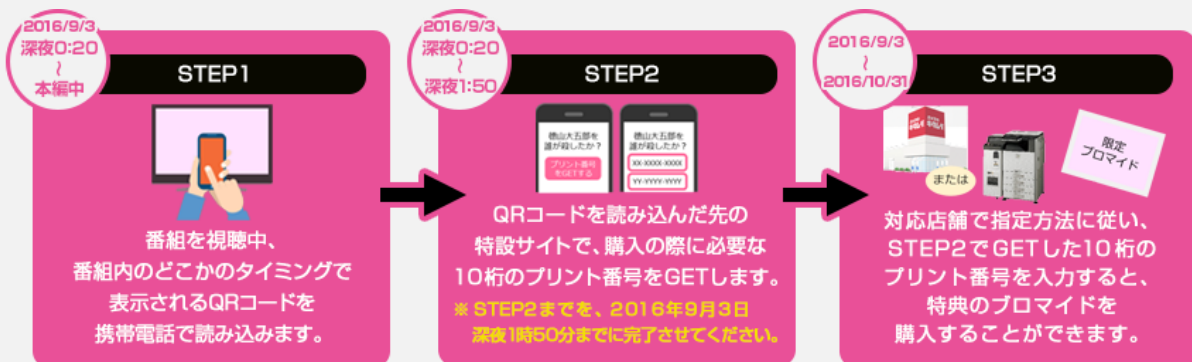 2016/9/3
深夜0:20
~
本編中
STEP1
番組を視聴中、
番組内のどこかのタイミングで
表示されるQRコードを
携帯電話で読み込みます。
2016/9/3
深夜0:20
~
深夜1:50
STEP2
徳山大五郎を
誰が殺したか?
プリント番号
をGETする
徳山大五郎を
誰が殺したか?
XX-XXXX-XXXX
YY-YYYY-YYYY
QRコードを読み込んだ先の
特設サイトで、購入の際に必要な
10桁のプリント番号をGETします。
※ STEP2までを、2016年9月3日
深夜1時50分までに完了させてください。
2016/9/3
~
2016/10/31
STEP3
または
限定
ブロマイド
対応店舗で指定方法に従い、
STEP2でGETした10桁の
プリント番号を入力すると、
特典のブロマイドを
購入することができます。